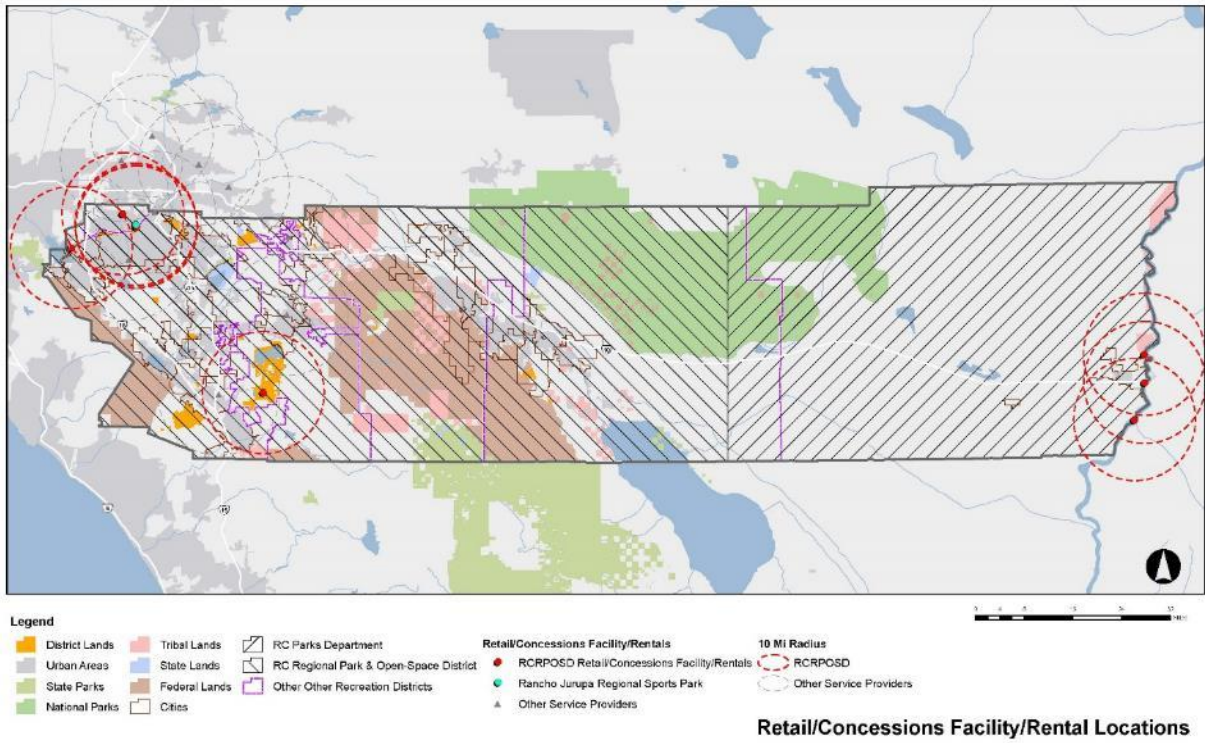 Legend
District Lands
Urban Areas
State Parks
National Parks
Tribal Lands
State Lands
Federal Lands
Cities
RC Parks Department
RC Regional Park & Open-Space District
Other Other Recreation Districts
Retail/Concessions Facility/Rentals
RCRPOSD Retail/Concessions Facility/Rentals
Rancho Jurupa Regional Sports Park
Other Service Providers
10 Mi Radius
RCRPOSD
Other Service Providers
Retail/Concessions Facility/Rental Locations